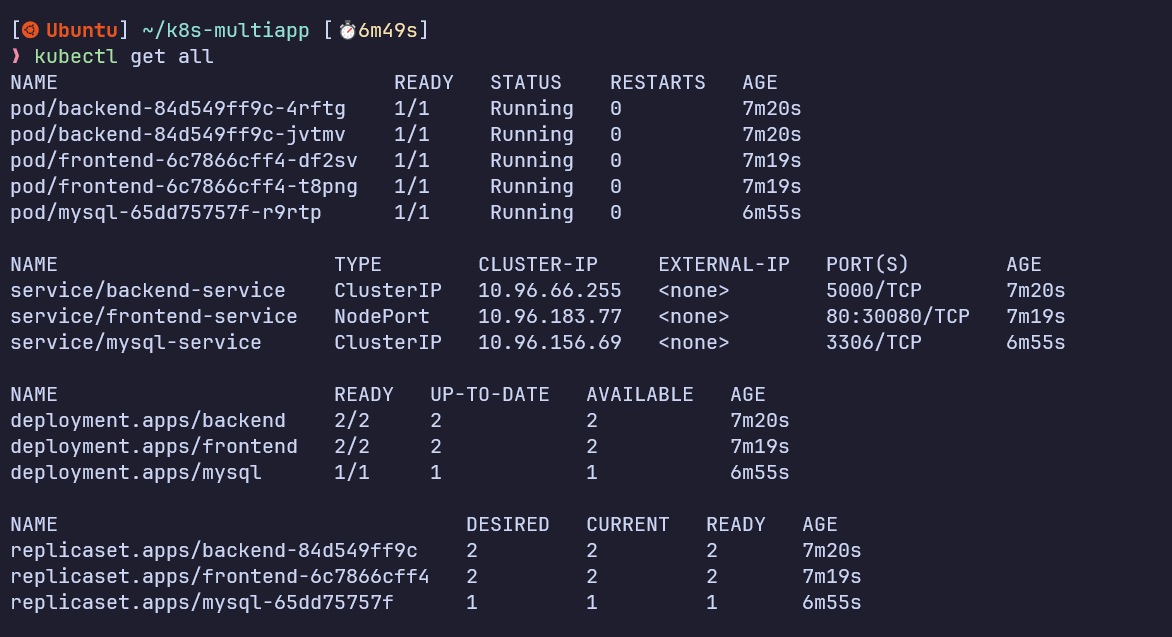 [Ubuntu] ~/k8s-multiapp [⏱6m49s]
❯ kubectl get all
NAME READY STATUS RESTARTS AGE
pod/backend-84d549ff9c-4rftg 1/1 Running 0 7m20s
pod/backend-84d549ff9c-jvtmv 1/1 Running 0 7m20s
pod/frontend-6c7866cff4-df2sv 1/1 Running 0 7m19s
pod/frontend-6c7866cff4-t8png 1/1 Running 0 7m19s
pod/mysql-65dd75757f-r9rtp 1/1 Running 0 6m55s

NAME TYPE CLUSTER-IP EXTERNAL-IP PORT(S) AGE
service/backend-service ClusterIP 10.96.66.255 <none> 5000/TCP 7m20s
service/frontend-service NodePort 10.96.183.77 <none> 80:30080/TCP 7m19s
service/mysql-service ClusterIP 10.96.156.69 <none> 3306/TCP 6m55s

NAME READY UP-TO-DATE AVAILABLE AGE
deployment.apps/backend 2/2 2 2 7m20s
deployment.apps/frontend 2/2 2 2 7m19s
deployment.apps/mysql 1/1 1 1 6m55s

NAME DESIRED CURRENT READY AGE
replicaset.apps/backend-84d549ff9c 2 2 2 7m20s
replicaset.apps/frontend-6c7866cff4 2 2 2 7m19s
replicaset.apps/mysql-65dd75757f 1 1 1 6m55s